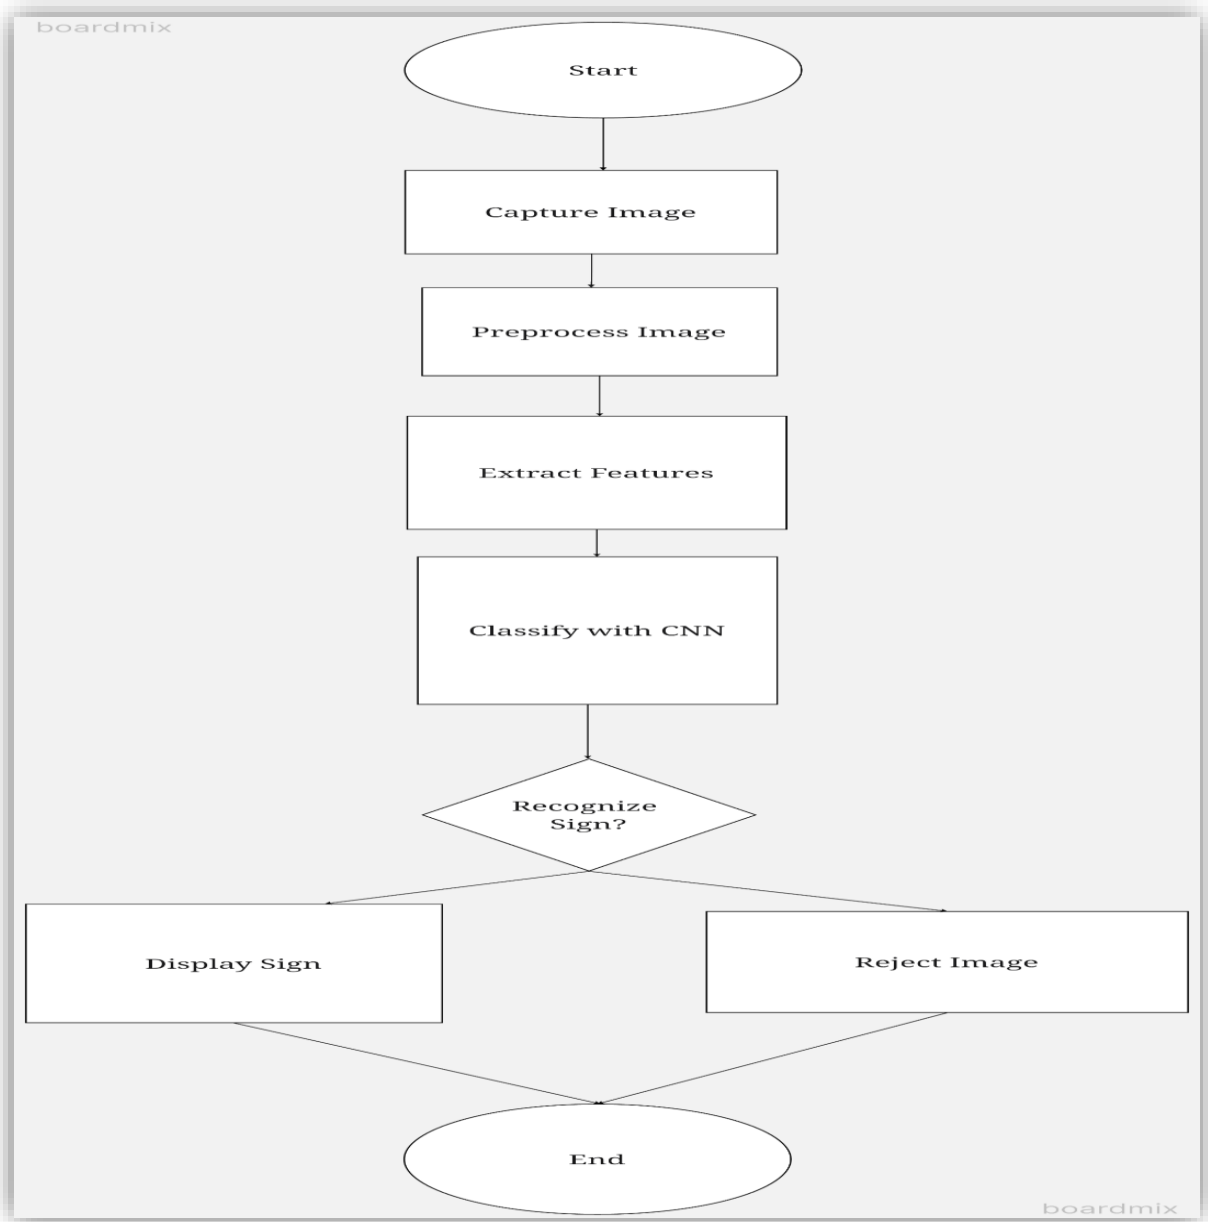 boardmix
Start
Capture Image
Preprocess Image
Extract Features
Classify with CNN
Recognize
Sign?
Display Sign
Reject Image
End
boardmix